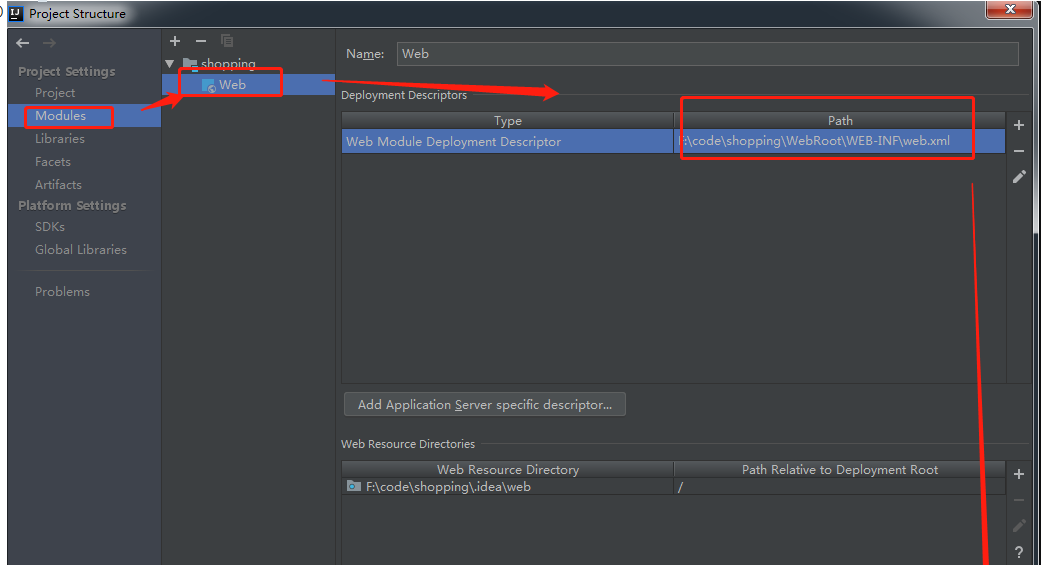 Project Structure
Project Settings
Project
Modules
Libraries
Facets
Artifacts
Platform Settings
SDKs
Global Libraries
Problems
shopping
Web
Name: Web
Deployment Descriptors
Type Path
Web Module Deployment Descriptor F:\code\shopping\WebRoot\WEB-INF\web.xml
Add Application Server specific descriptor...
Web Resource Directories
Web Resource Directory Path Relative to Deployment Root
F:\code\shopping\.idea\web /